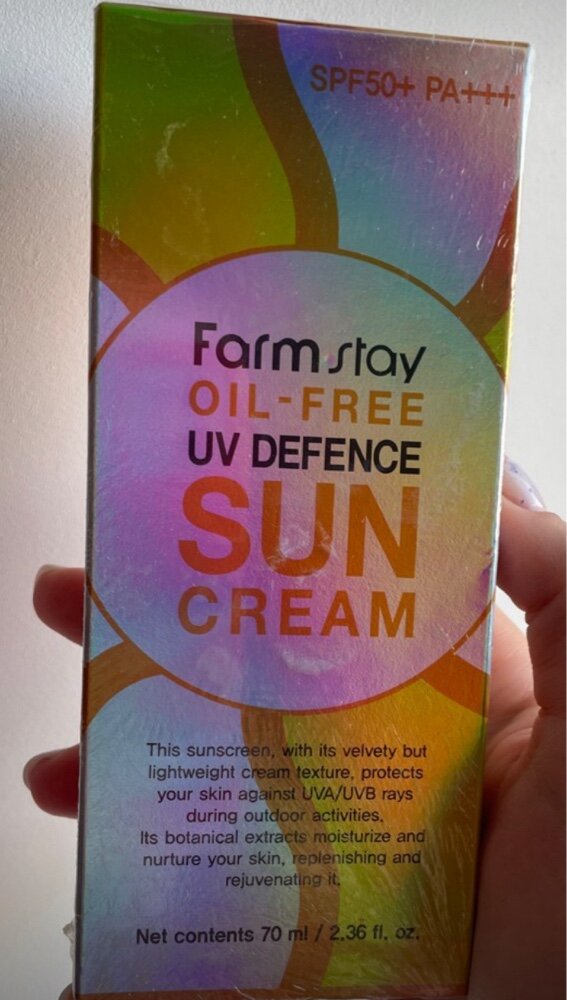 SPF50+ PA+++
Farmstay
OIL-FREE
UV DEFENCE
SUN
CREAM
This sunscreen, with its velvety but
lightweight cream texture, protects
your skin against UVA/UVB rays
during outdoor activities.
Its botanical extracts moisturize and
nurture your skin, replenishing and
rejuvenating it.
Net contents 70 ml / 2.36 fl. oz.